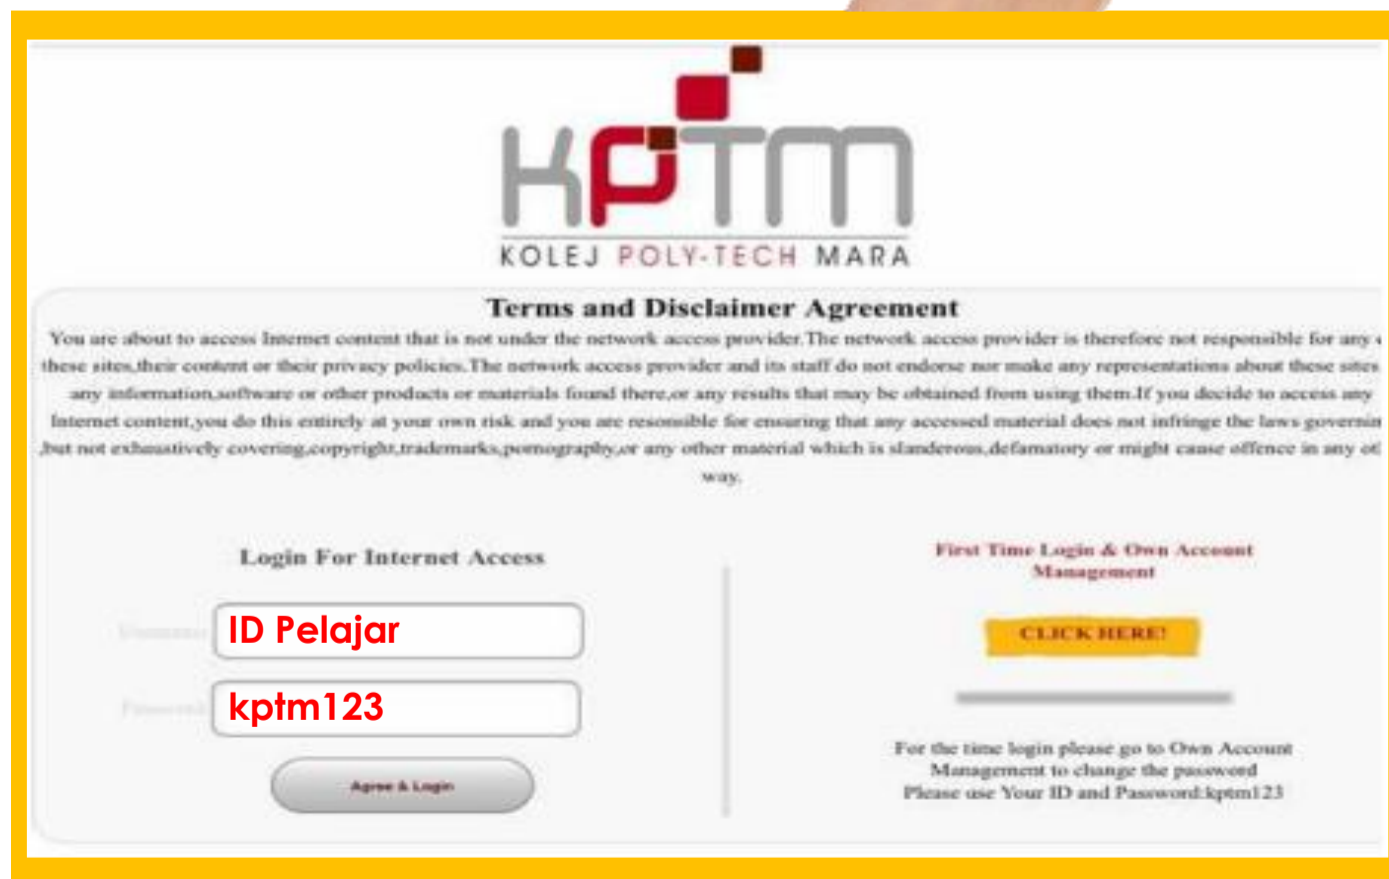 kptm
KOLEJ POLY-TECH MARA
Terms and Disclaimer Agreement
You are about to access Internet content that is not under the network access provider.The network access provider is therefore not responsible for any
these sites,their content or their privacy policies.The network access provider and its staff do not endorse nor make any representations about these sites
any information,software or other products or materials found there,or any results that may be obtained from using them.If you decide to access any
Internet content,you do this entirely at your own risk and you are resonsible for ensuring that any accessed material does not infringe the laws governin
,but not exhaustively covering,copyright,trademarks,pornography,or any other material which is slanderous,defamatory or might cause offence in any ot
way.
Login For Internet Access
Username
ID Pelajar
Password
kptm123
Agree & Login
First Time Login & Own Account
Management
CLICK HERE!
For the time login please go to Own Account
Management to change the password
Please use Your ID and Password:kptm123